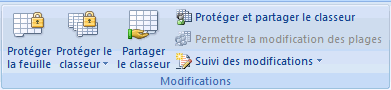 Protéger
la feuille
Protéger le
classeur
Partager
le classeur
Protéger et partager le classeur
Permettre la modification des plages
Suivi des modifications
Modifications